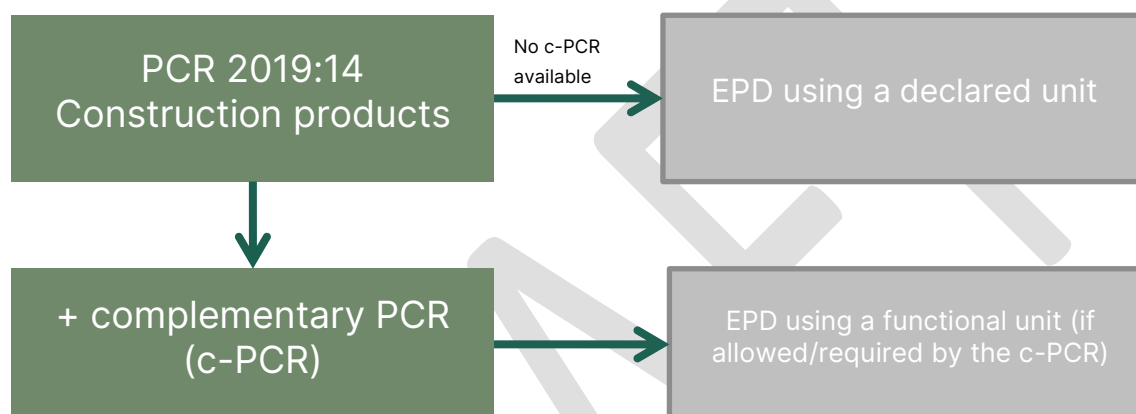 PCR 2019:14
Construction products
No c-PCR
available
EPD using a declared unit
+ complementary PCR
(c-PCR)
EPD using a functional unit (if
allowed/required by the c-PCR)